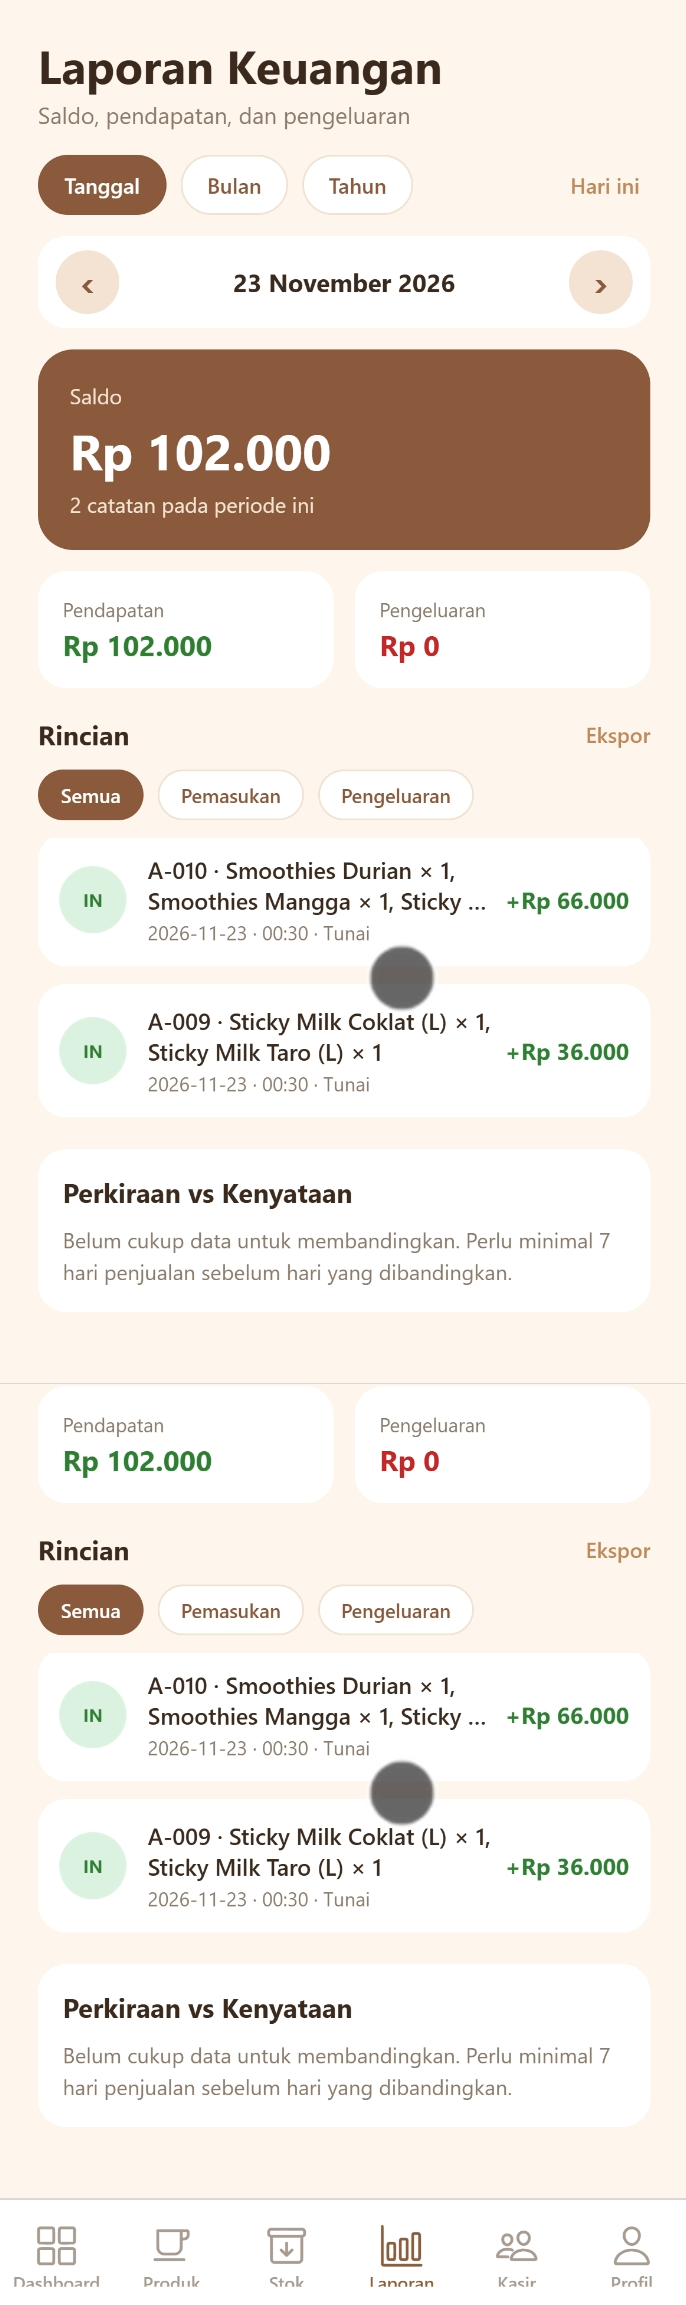 Laporan Keuangan
Saldo, pendapatan, dan pengeluaran
Tanggal
Bulan
Tahun
Hari ini
‹
23 November 2026
›
Saldo
Rp 102.000
2 catatan pada periode ini
Pendapatan
Rp 102.000
Pengeluaran
Rp 0
Rincian
Ekspor
Semua
Pemasukan
Pengeluaran
IN
A-010 · Smoothies Durian × 1,
Smoothies Mangga × 1, Sticky ...
+Rp 66.000
2026-11-23 · 00:30 · Tunai
IN
A-009 · Sticky Milk Coklat (L) × 1,
Sticky Milk Taro (L) × 1
+Rp 36.000
2026-11-23 · 00:30 · Tunai
Perkiraan vs Kenyataan
Belum cukup data untuk membandingkan. Perlu minimal 7
hari penjualan sebelum hari yang dibandingkan.
Pendapatan
Rp 102.000
Pengeluaran
Rp 0
Rincian
Ekspor
Semua
Pemasukan
Pengeluaran
IN
A-010 · Smoothies Durian × 1,
Smoothies Mangga × 1, Sticky ...
+Rp 66.000
2026-11-23 · 00:30 · Tunai
IN
A-009 · Sticky Milk Coklat (L) × 1,
Sticky Milk Taro (L) × 1
+Rp 36.000
2026-11-23 · 00:30 · Tunai
Perkiraan vs Kenyataan
Belum cukup data untuk membandingkan. Perlu minimal 7
hari penjualan sebelum hari yang dibandingkan.
Dashboard
Produk
Stok
Laporan
Kasir
Profil